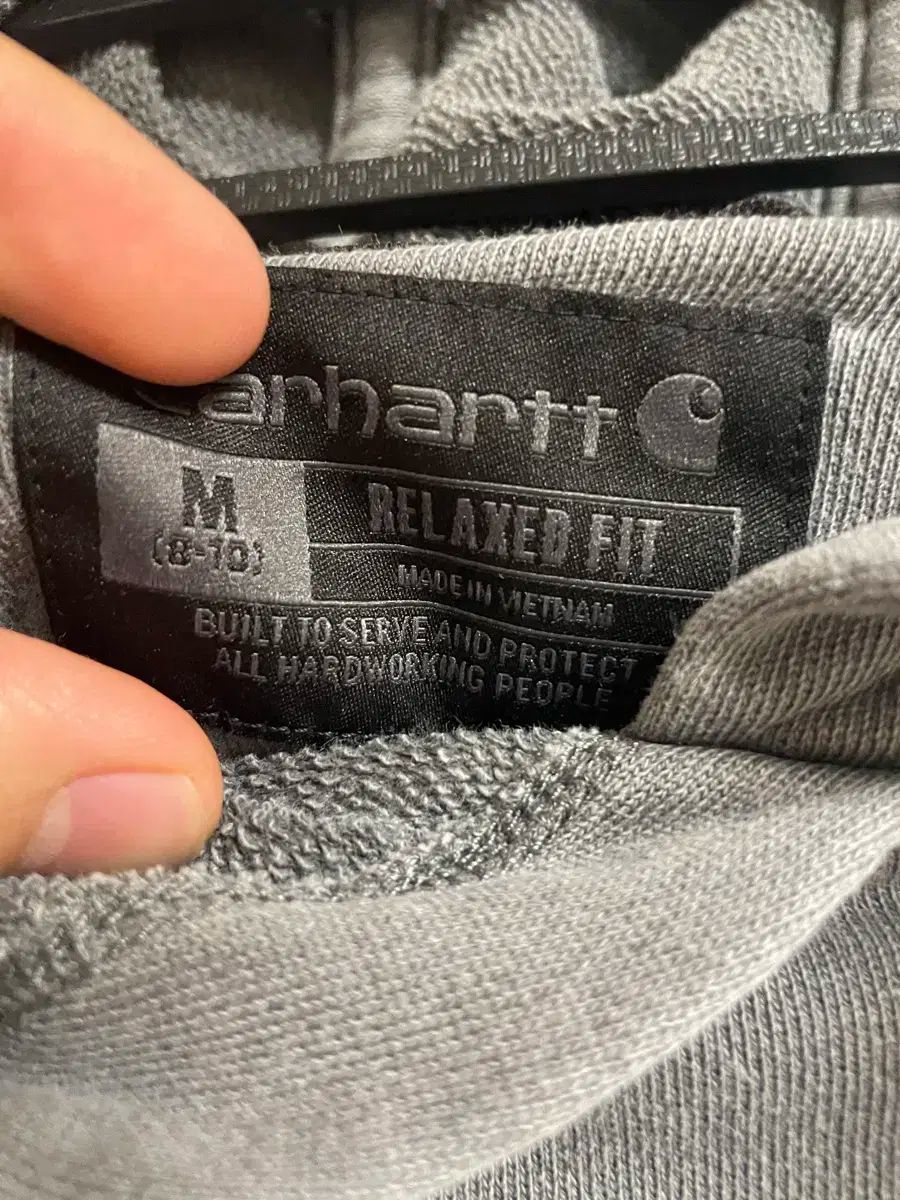 Carhartt
M
(8-10)
RELAXED FIT
MADE IN VIETNAM
BUILT TO SERVE AND PROTECT
ALL HARDWORKING PEOPLE